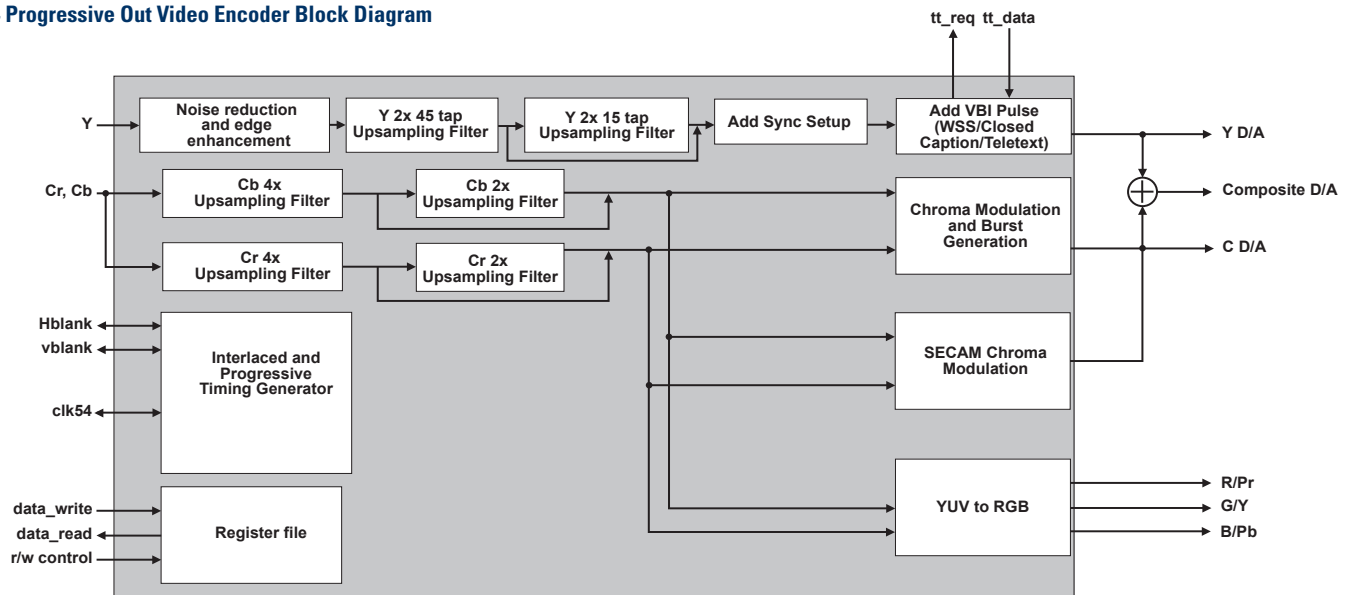 Progressive Out Video Encoder Block Diagram
tt_req tt_data
Y
Noise reduction
and edge
enhancement
Y 2x 45 tap
Upsampling Filter
Y 2x 15 tap
Upsampling Filter
Add Sync Setup
Add VBI Pulse
(WSS/Closed
Caption/Teletext)
Y D/A
Cr, Cb
Cb 4x
Upsampling Filter
Cb 2x
Upsampling Filter
Chroma Modulation
and Burst
Generation
Composite D/A
C D/A
Cr 4x
Upsampling Filter
Cr 2x
Upsampling Filter
Hblank
vblank
clk54
Interlaced and
Progressive
Timing Generator
SECAM Chroma
Modulation
data_write
data_read
r/w control
Register file
YUV to RGB
R/Pr
G/Y
B/Pb